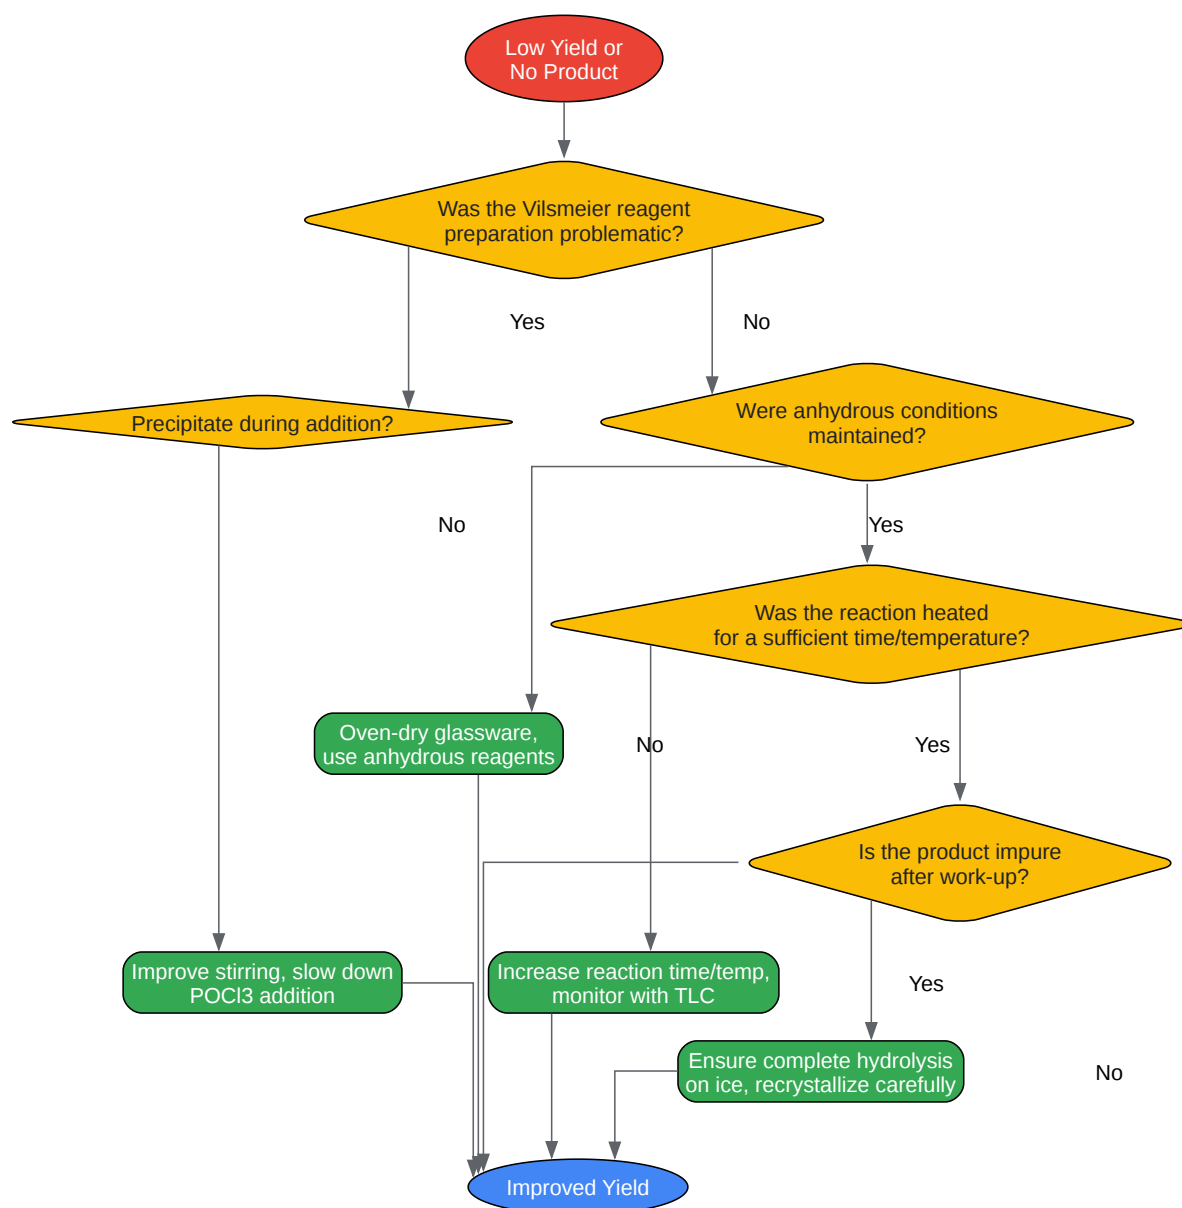 Low Yield or
No Product
Was the Vilsmeier reagent
preparation problematic?
Yes
No
Precipitate during addition?
Were anhydrous conditions
maintained?
No
Yes
Was the reaction heated
for a sufficient time/temperature?
Oven-dry glassware,
use anhydrous reagents
No
Yes
Is the product impure
after work-up?
Improve stirring, slow down
POCl3 addition
Increase reaction time/temp,
monitor with TLC
Yes
Ensure complete hydrolysis
on ice, recrystallize carefully
No
Improved Yield